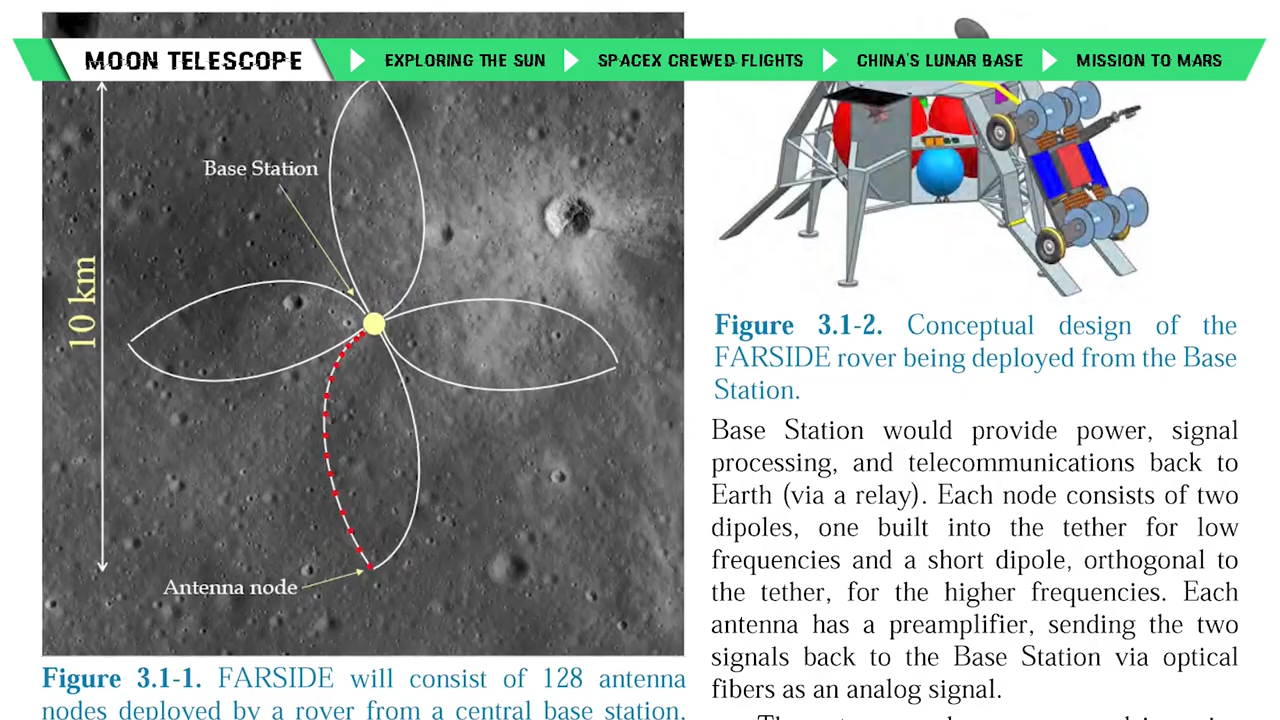 MOON TELESCOPE
EXPLORING THE SUN
SPACEX CREWED FLIGHTS
CHINA'S LUNAR BASE
MISSION TO MARS
Base Station
10 km
Antenna node
Figure 3.1-1. FARSIDE will consist of 128 antenna
nodes deployed by a rover from a central base station.
Figure 3.1-2. Conceptual design of the
FARSIDE rover being deployed from the Base
Station.
Base Station would provide power, signal
processing, and telecommunications back to
Earth (via a relay). Each node consists of two
dipoles, one built into the tether for low
frequencies and a short dipole, orthogonal to
the tether, for the higher frequencies. Each
antenna has a preamplifier, sending the two
signals back to the Base Station via optical
fibers as an analog signal.